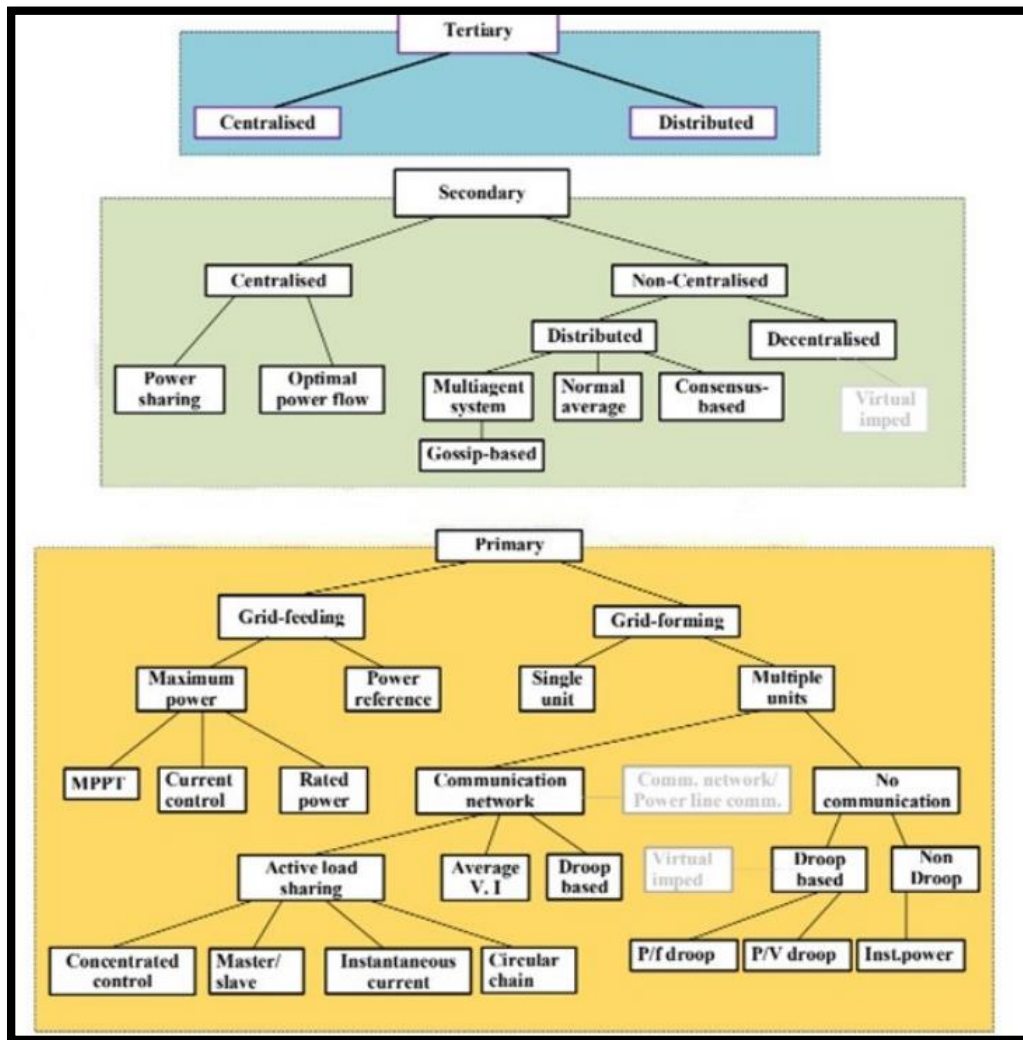 Tertiary
Centralised
Distributed
Secondary
Centralised
Non-Centralised
Distributed
Decentralised
Power
sharing
Optimal
power flow
Multiagent
system
Normal
average
Consensus-
based
Virtual
imped
Gossip-based
Primary
Grid-feeding
Grid-forming
Maximum
power
Power
reference
Single
unit
Multiple
units
MPPT
Current
control
Rated
power
Communication
network
Comm. network/
Power line comm.
No
communication
Active load
sharing
Average
V. I
Droop
based
Virtual
imped
Droop
based
Non
Droop
Concentrated
control
Master/
slave
Instantaneous
current
Circular
chain
P/f droop
P/V droop
Inst.power